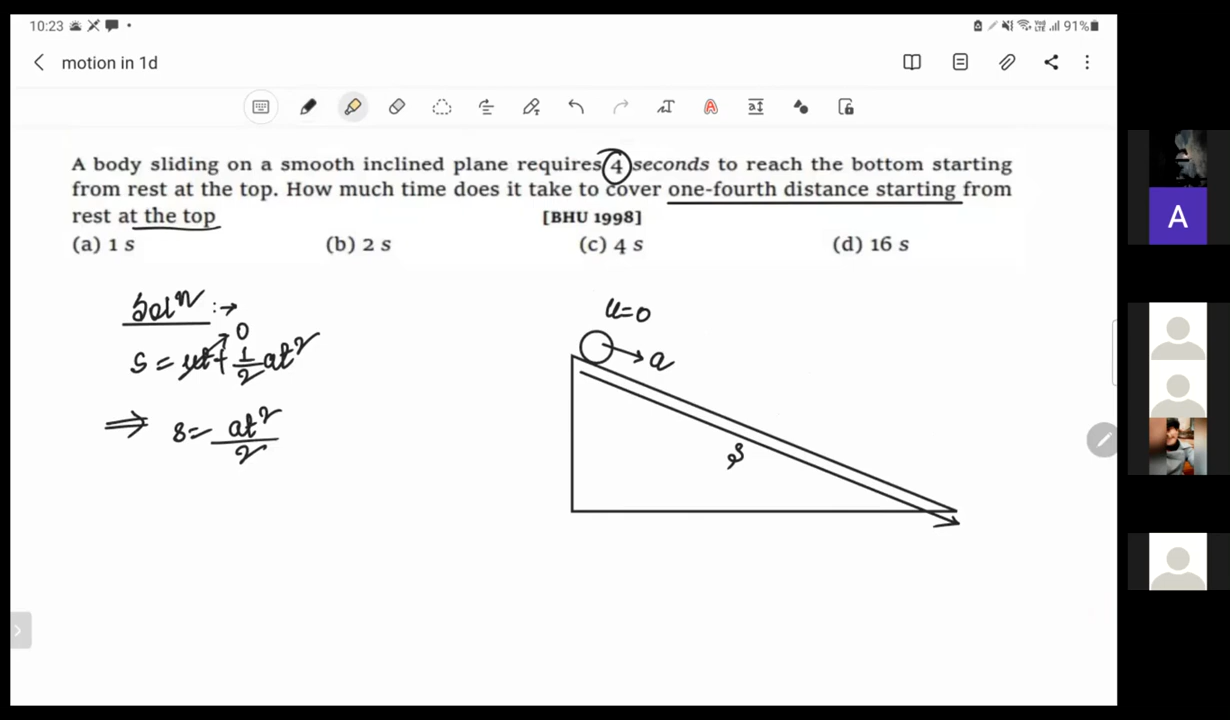 10:23 91%
motion in 1d
A body sliding on a smooth inclined plane requires 4 seconds to reach the bottom starting
from rest at the top. How much time does it take to cover one-fourth distance starting from
rest at the top [BHU 1998]
(a) 1 s (b) 2 s (c) 4 s (d) 16 s
Solⁿ :→
u=0
0
S = ut + 1/2 at²
a
⇒ s = at²/2
s
A